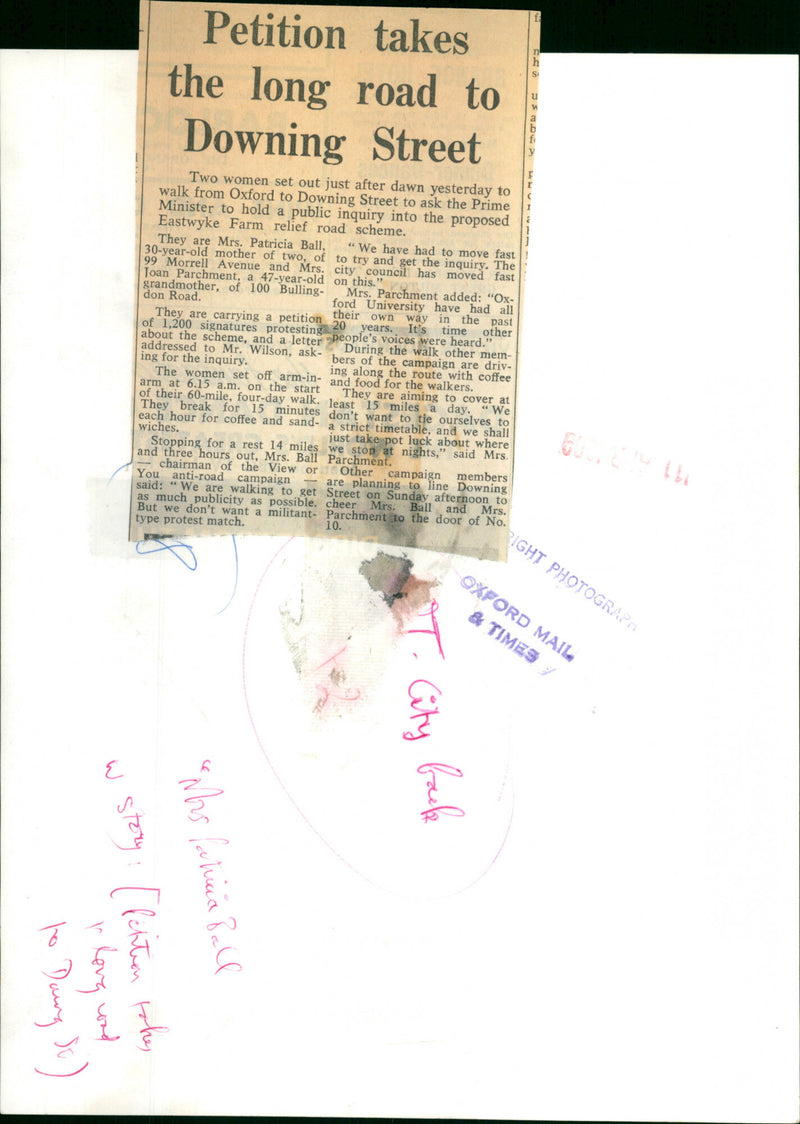 Petition takes
the long road to
Downing Street
Two women set out just after dawn yesterday to
walk from Oxford to Downing Street to ask the Prime
Minister to hold a public inquiry into the proposed
Eastwyke Farm relief road scheme.
They are Mrs. Patricia Ball,
30-year-old mother of two, of
99 Morrell Avenue and Mrs.
Joan Parchment, a 47-year-old
grandmother, of 100 Bulling-
don Road.
They are carrying a petition
of 1,200 signatures protesting
about the scheme, and a letter
addressed to Mr. Wilson, ask-
ing for the inquiry.
The women set off arm-in-
arm at 6.15 a.m. on the start
of their 60-mile, four-day walk.
They break for 15 minutes
each hour for coffee and sand-
wiches.
Stopping for a rest 14 miles
and three hours out, Mrs. Ball
— chairman of the View or
You anti-road campaign —
said: "We are walking to get
as much publicity as possible.
But we don't want a militant-
type protest match.
"We have had to move fast
to try and get the inquiry. The
city council has moved fast
on this."
Mrs. Parchment added: "Ox-
ford University have had all
their own way in the past
20 years. It's time other
people's voices were heard."
During the walk other mem-
bers of the campaign are driv-
ing along the route with coffee
and food for the walkers.
They are aiming to cover at
least 15 miles a day. "We
don't want to tie ourselves to
a strict timetable, and we shall
just take pot luck about where
we stop at nights," said Mrs.
Parchment.
Other campaign members
are planning to line Downing
Street on Sunday afternoon to
cheer Mrs. Ball and Mrs.
Parchment to the door of No.
10.
IGHT PHOTOGRAPH
OXFORD MAIL
& TIMES
T. City back
"Mrs Patricia Ball
w story: [Petition takes
long road
to Downg St)